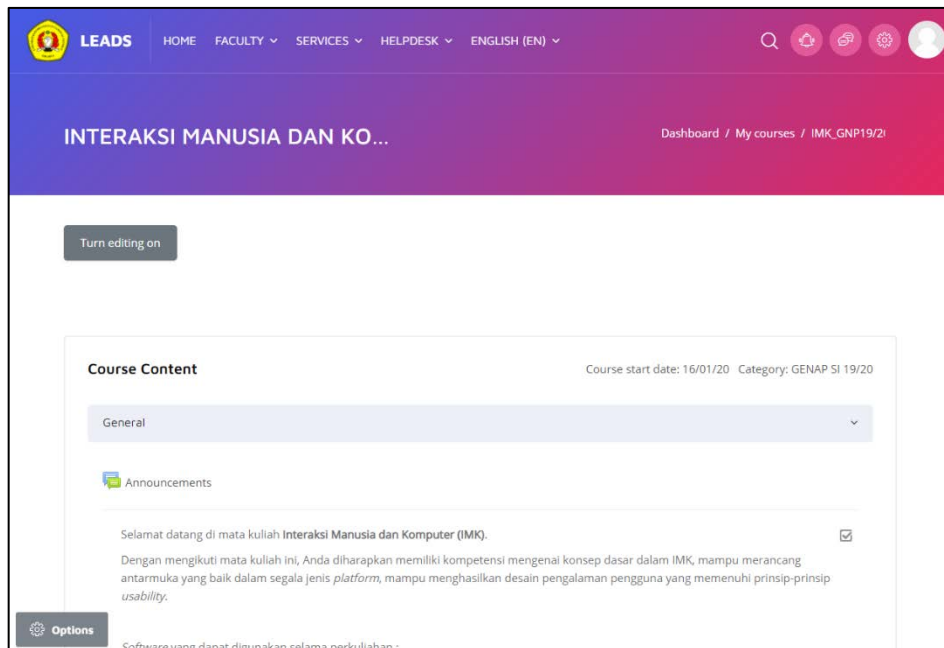 LEADS HOME FACULTY SERVICES HELPDESK ENGLISH (EN)
INTERAKSI MANUSIA DAN KO...
Dashboard / My courses / IMK_GNP19/2
Turn editing on
Course Content
Course start date: 16/01/20 Category: GENAP SI 19/20
General
Announcements
Selamat datang di mata kuliah Interaksi Manusia dan Komputer (IMK).
Dengan mengikuti mata kuliah ini, Anda diharapkan memiliki kompetensi mengenai konsep dasar dalam IMK, mampu merancang
antarmuka yang baik dalam segala jenis platform, mampu menghasilkan desain pengalaman pengguna yang memenuhi prinsip-prinsip
usability.
Options
Software yang dapat digunakan selama perkuliahan :